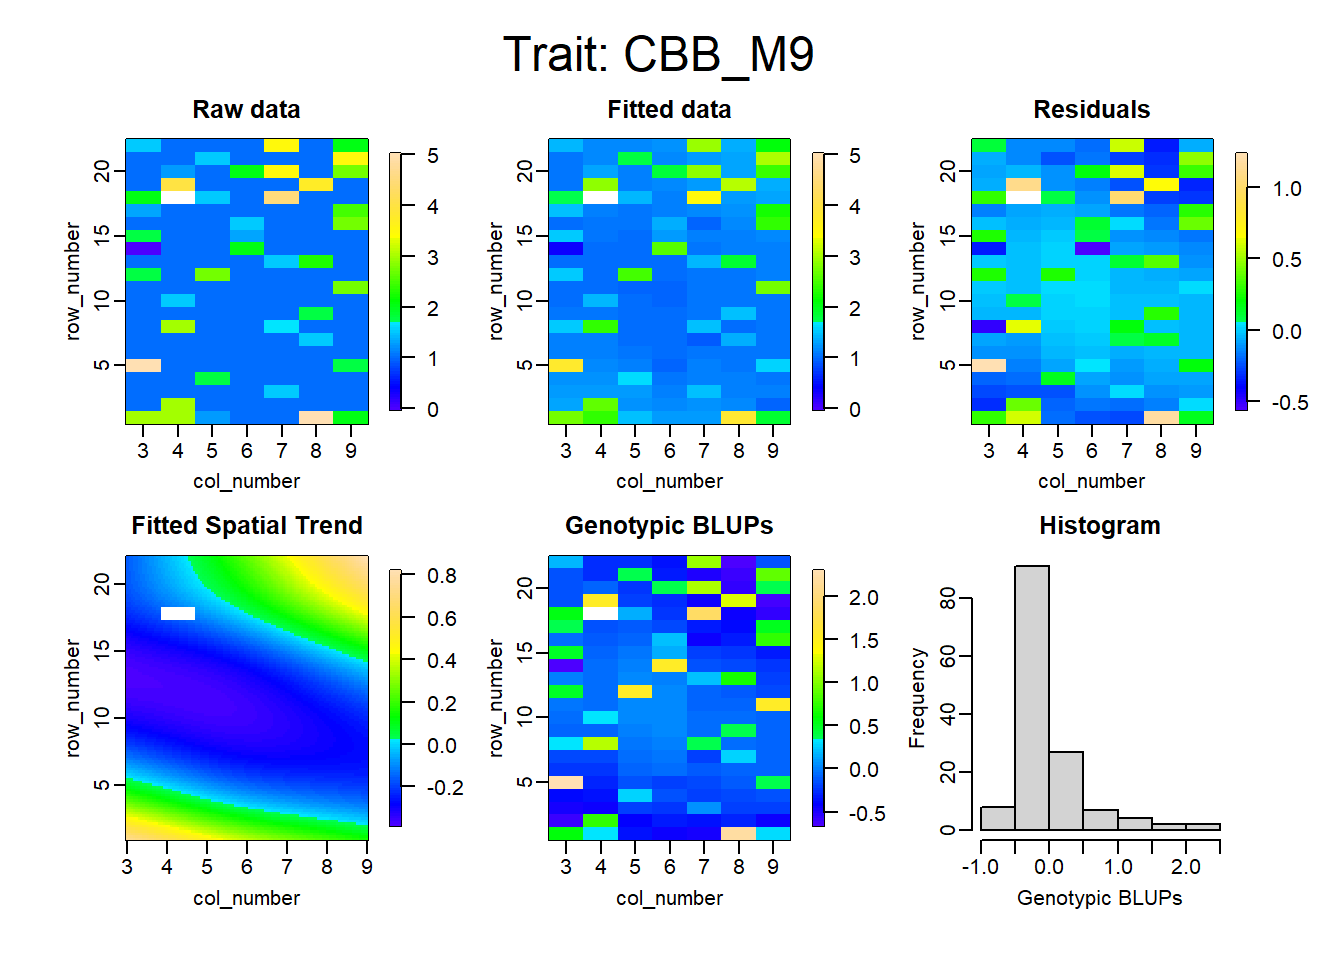 Trait: CBB_M9
Raw data
row_number
5 10 15 20
3 4 5 6 7 8 9
col_number
0 1 2 3 4 5
Fitted data
row_number
5 10 15 20
3 4 5 6 7 8 9
col_number
0 1 2 3 4 5
Residuals
row_number
5 10 15 20
3 4 5 6 7 8 9
col_number
-0.5 0.0 0.5 1.0
Fitted Spatial Trend
row_number
5 10 15 20
3 4 5 6 7 8 9
col_number
-0.2 0.0 0.2 0.4 0.6 0.8
Genotypic BLUPs
row_number
5 10 15 20
3 4 5 6 7 8 9
col_number
-0.5 0.0 0.5 1.0 1.5 2.0
Histogram
Frequency
0 20 40 60 80
-1.0 0.0 1.0 2.0
Genotypic BLUPs